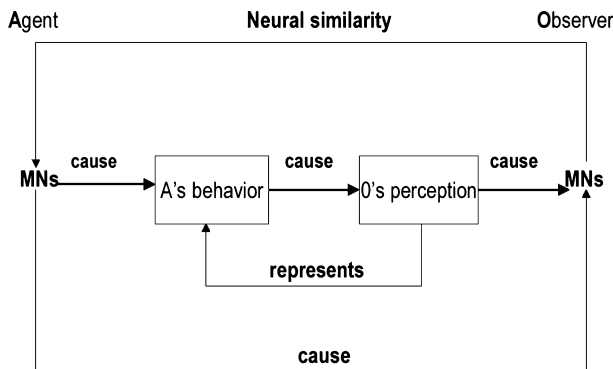 Agent Neural similarity Observer
cause cause cause
MNs A's behavior 0's perception MNs
represents
cause